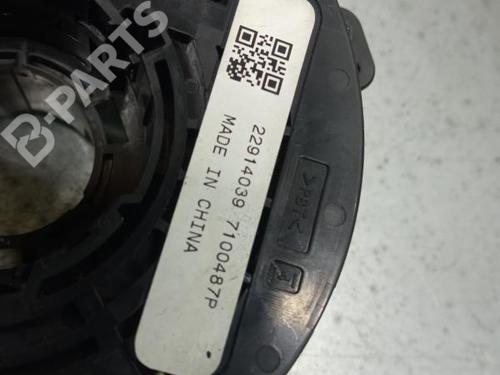 22914039 7100487P
MADE IN CHINA
>PBT<
B-PARTS